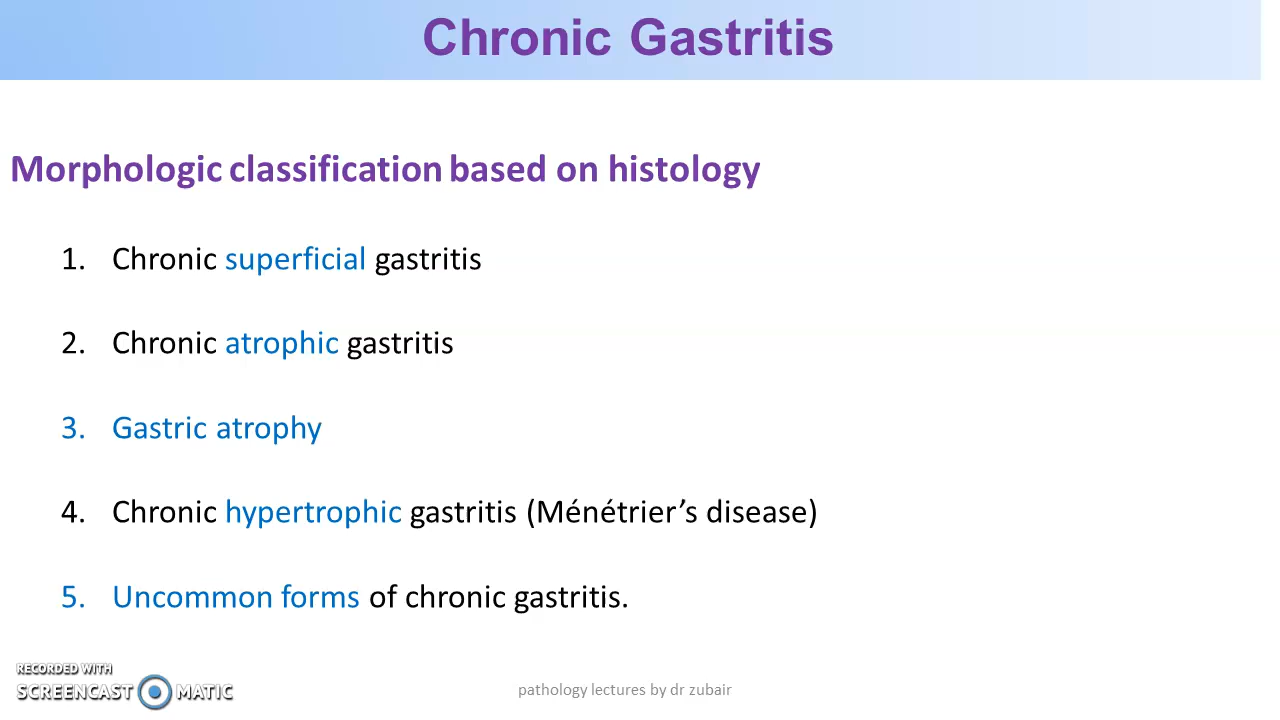 Chronic Gastritis
Morphologic classification based on histology
1. Chronic superficial gastritis
2. Chronic atrophic gastritis
3. Gastric atrophy
4. Chronic hypertrophic gastritis (Ménétrier’s disease)
5. Uncommon forms of chronic gastritis.
RECORDED WITH
SCREENCAST MATIC
pathology lectures by dr zubair